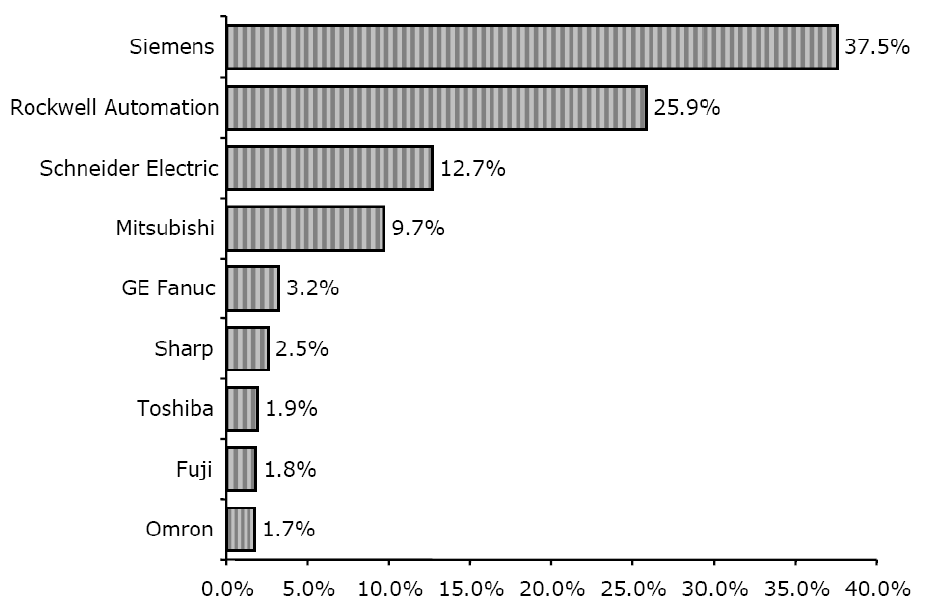 Siemens 37.5%
Rockwell Automation 25.9%
Schneider Electric 12.7%
Mitsubishi 9.7%
GE Fanuc 3.2%
Sharp 2.5%
Toshiba 1.9%
Fuji 1.8%
Omron 1.7%
0.0% 5.0% 10.0% 15.0% 20.0% 25.0% 30.0% 35.0% 40.0%